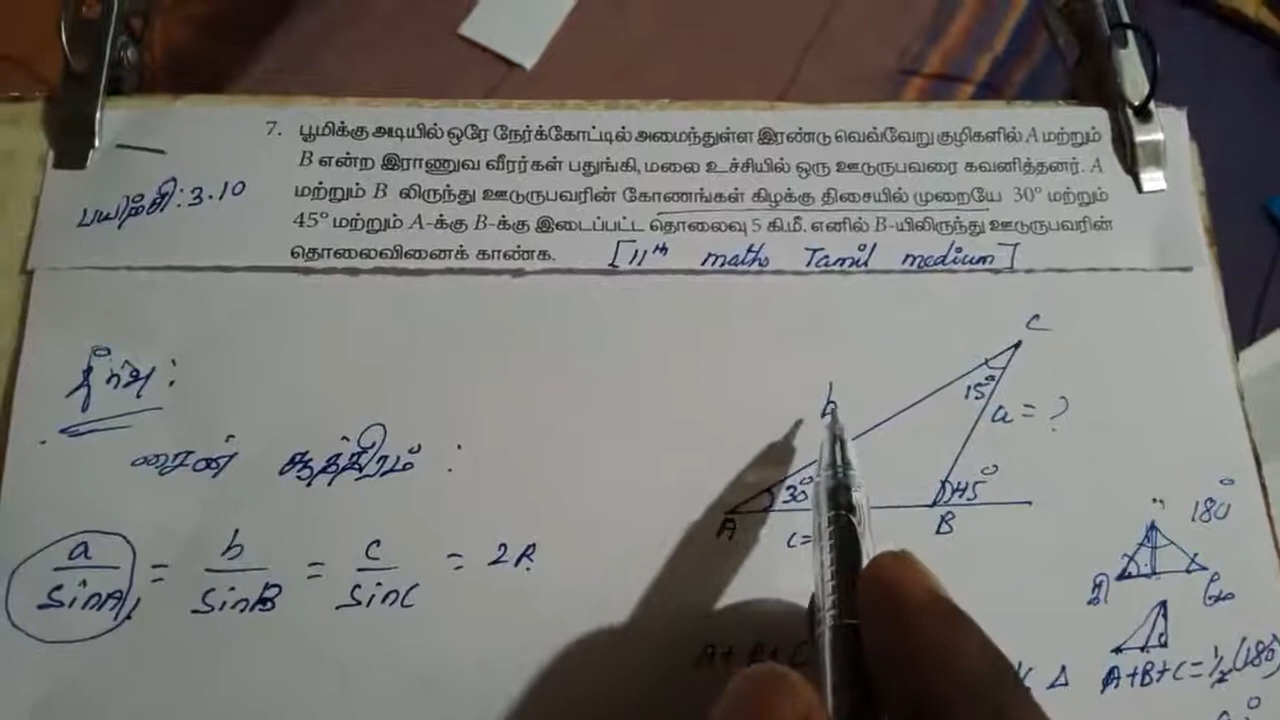 7. பூமிக்கு அடியில் ஒரே நேர்க்கோட்டில் அமைந்துள்ள இரண்டு வெவ்வேறு குழிகளில் A மற்றும்
B என்ற இராணுவ வீரர்கள் பதுங்கி, மலை உச்சியில் ஒரு ஊடுருபவரை கவனித்தனர். A
மற்றும் B லிருந்து ஊடுருபவரின் கோணங்கள் கிழக்கு திசையில் முறையே 30° மற்றும்
45° மற்றும் A-க்கு B-க்கு இடைப்பட்ட தொலைவு 5 கி.மீ. எனில் B-யிலிருந்து ஊடுருபவரின்
தொலைவினைக் காண்க. [11th maths Tamil medium]
பயிற்சி: 3.10
தீர்வு :
சைன் சூத்திரம் :
a/sinA = b/sinB = c/sinC = 2R.
C
15°
a = ?
b
30°
45°
A
B
c=
180°
A+B+C = ½(180